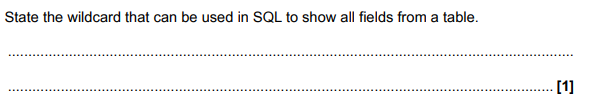 State the wildcard that can be used in SQL to show all fields from a table.
..........................................................................................................................................
..................................................................................................................................... [1]